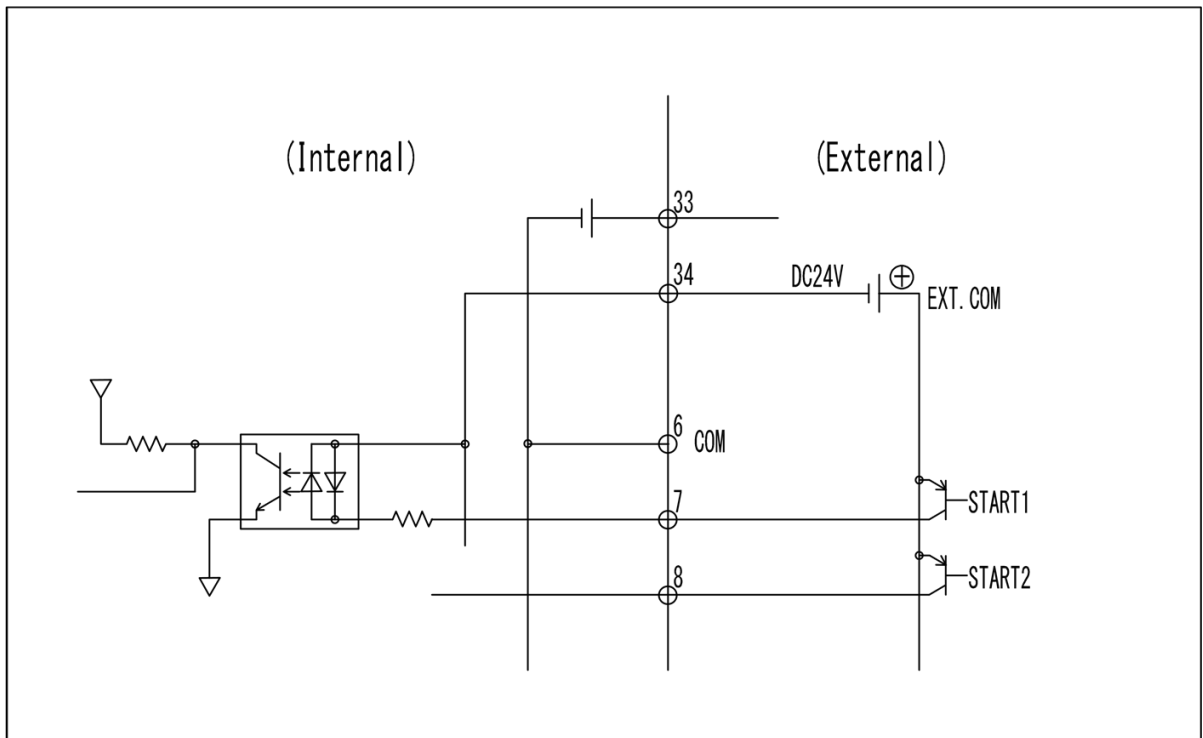 (Internal)
(External)
33
34
DC24V
EXT. COM
6
COM
7
START1
8
START2